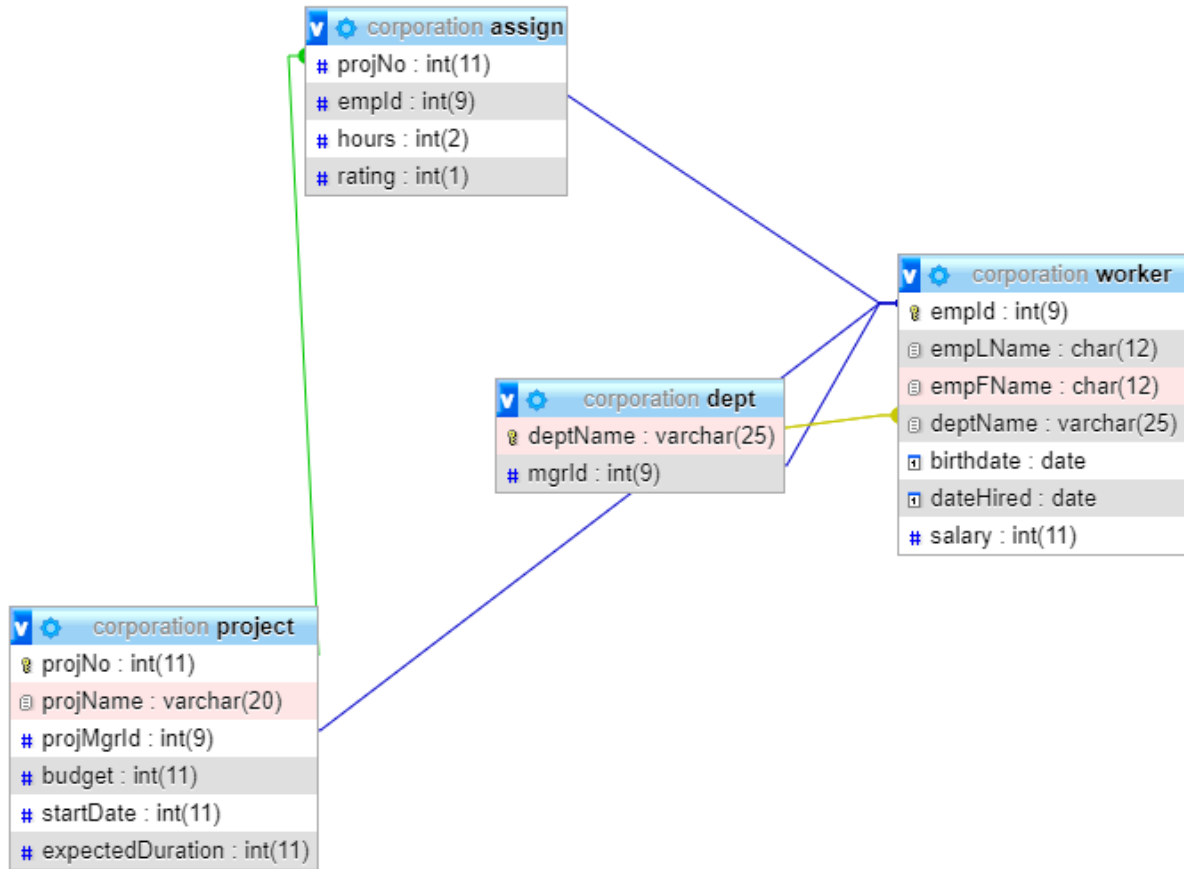 corporation assign
projNo : int(11)
empId : int(9)
hours : int(2)
rating : int(1)
corporation worker
empId : int(9)
empLName : char(12)
empFName : char(12)
deptName : varchar(25)
birthdate : date
dateHired : date
salary : int(11)
corporation dept
deptName : varchar(25)
mgrId : int(9)
corporation project
projNo : int(11)
projName : varchar(20)
projMgrId : int(9)
budget : int(11)
startDate : int(11)
expectedDuration : int(11)